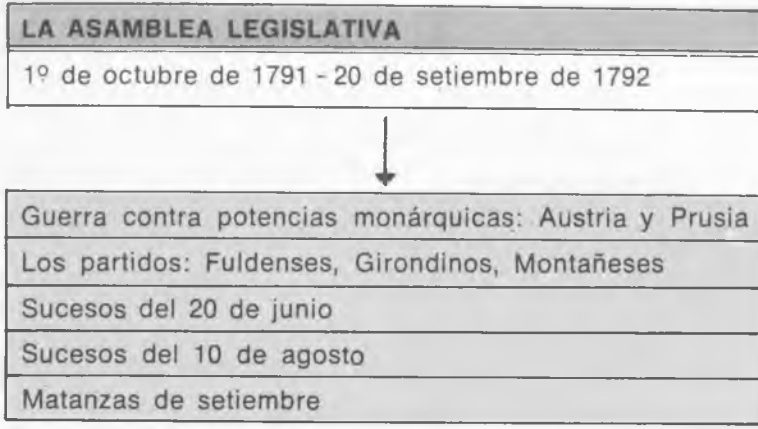 LA ASAMBLEA LEGISLATIVA
1º de octubre de 1791 - 20 de setiembre de 1792
Guerra contra potencias monárquicas: Austria y Prusia
Los partidos: Fuldenses, Girondinos, Montañeses
Sucesos del 20 de junio
Sucesos del 10 de agosto
Matanzas de setiembre